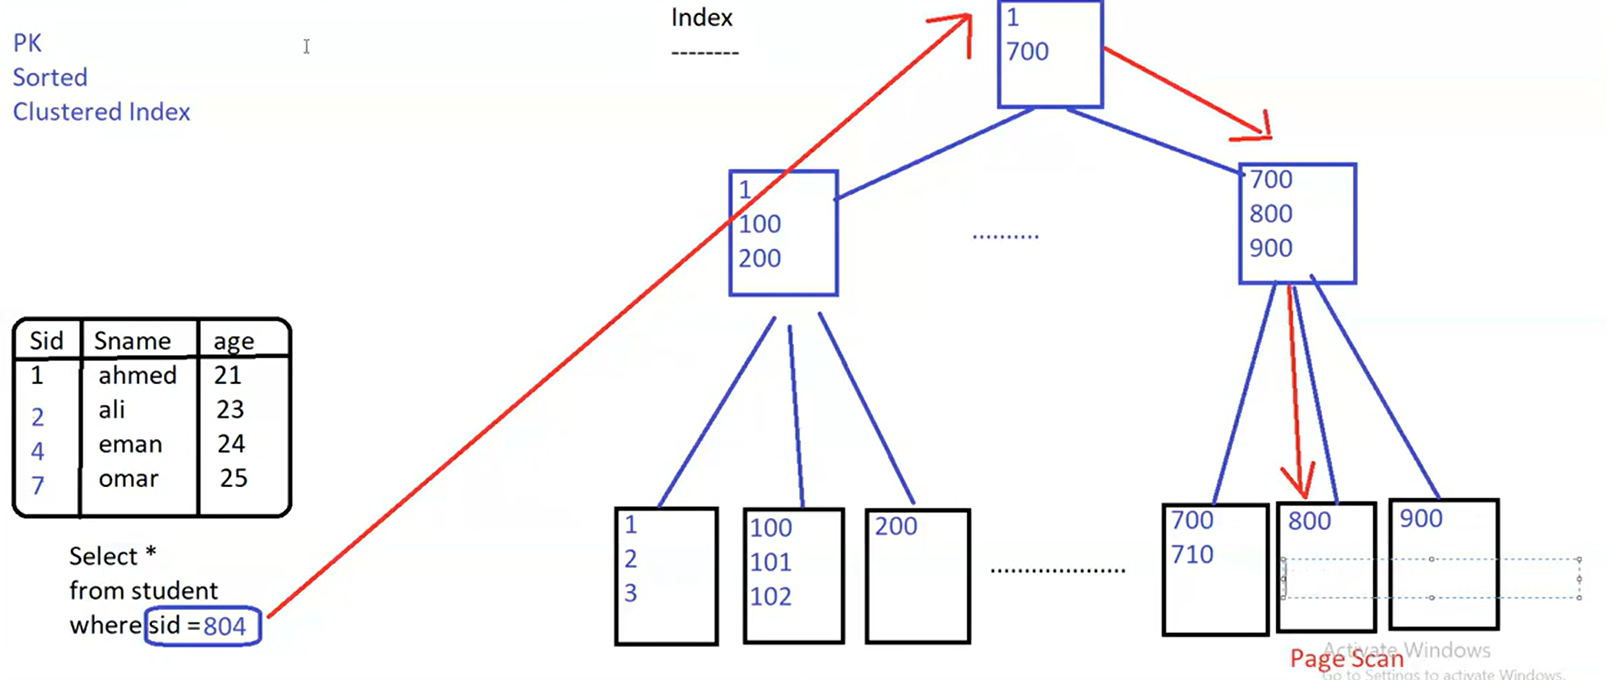 PK
Sorted
Clustered Index
Index
--------
1
700
1
100
200
..........
700
800
900
Sid Sname age
1 ahmed 21
2 ali 23
4 eman 24
7 omar 25
Select *
from student
where sid = 804
1
2
3
100
101
102
200
....................
700
710
800
900
Page Scan
Activate Windows
Go to Settings to activate Windows.